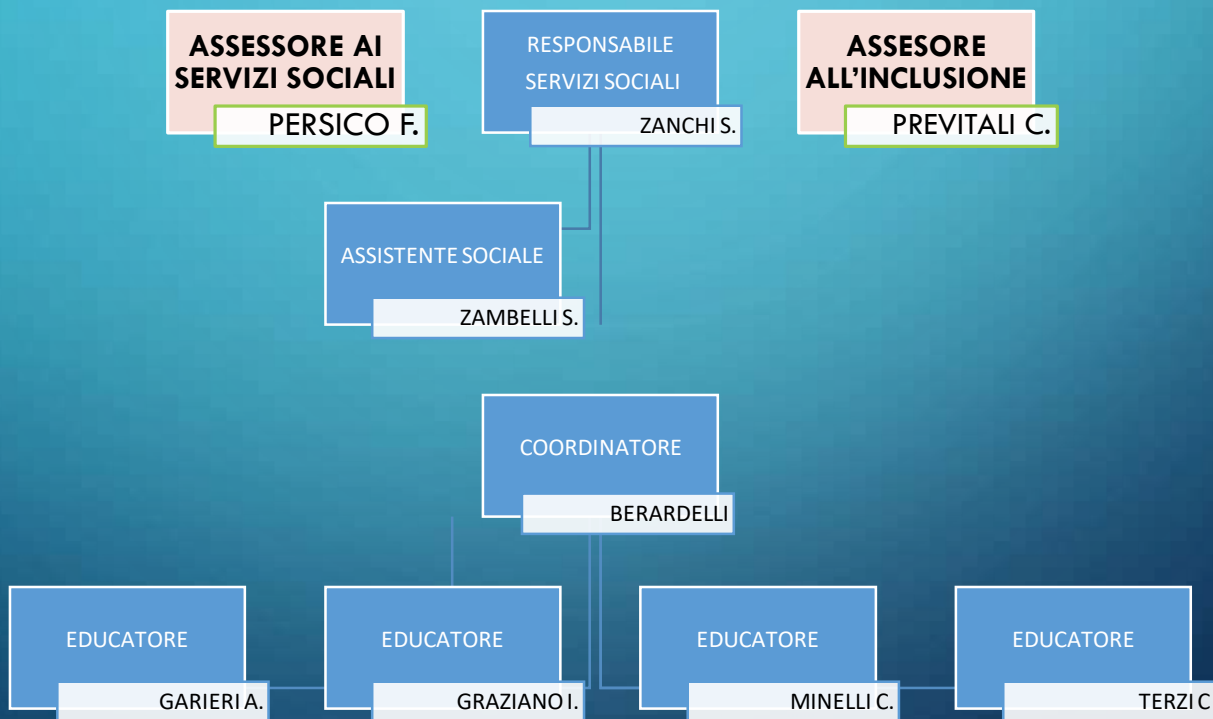 ASSESSORE AI
SERVIZI SOCIALI
PERSICO F.
RESPONSABILE
SERVIZI SOCIALI
ZANCHI S.
ASSESORE
ALL'INCLUSIONE
PREVITALI C.
ASSISTENTE SOCIALE
ZAMBELLI S.
COORDINATORE
BERARDELLI
EDUCATORE
GARIERI A.
EDUCATORE
GRAZIANO I.
EDUCATORE
MINELLI C.
EDUCATORE
TERZI C